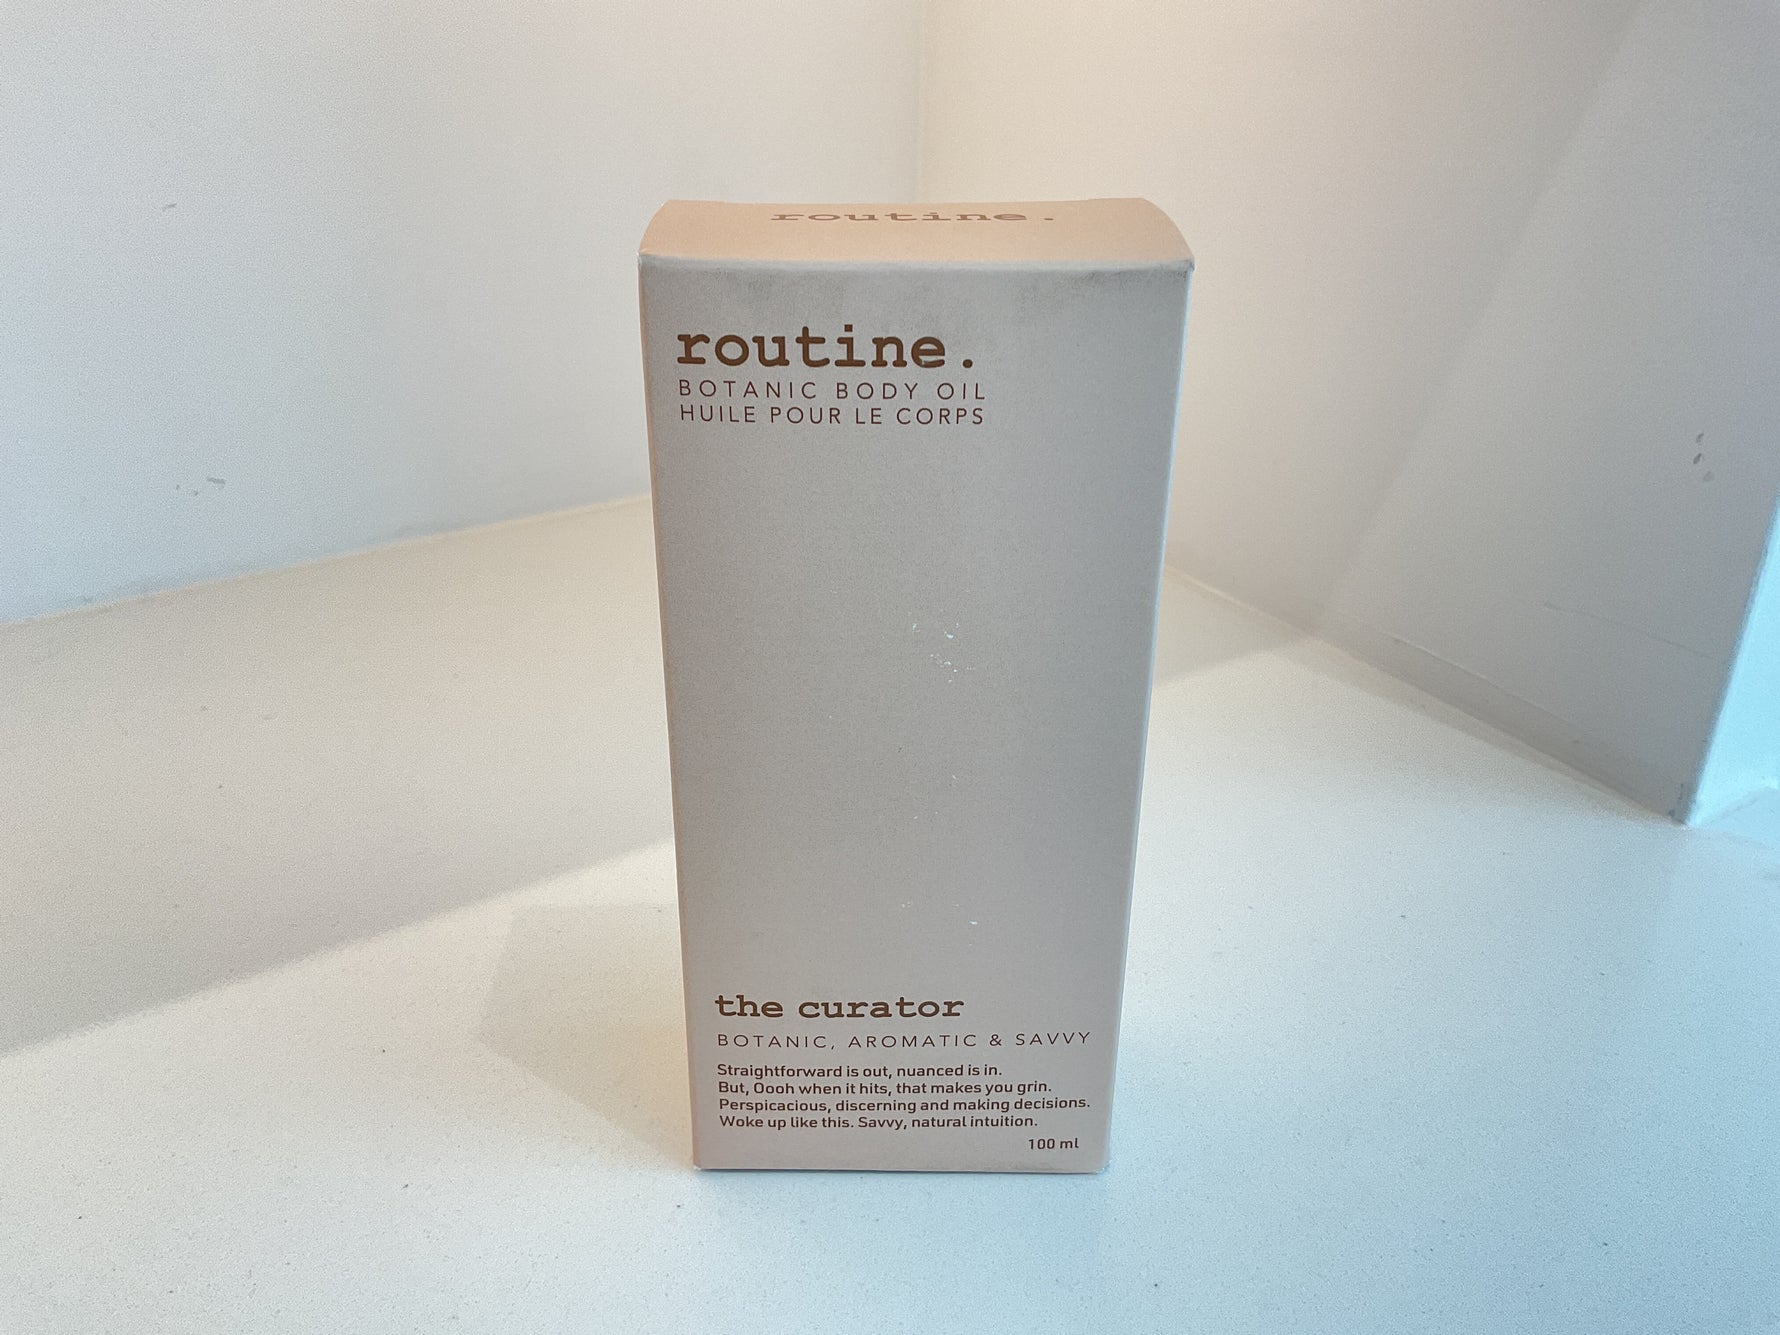 routine.
routine.
BOTANIC BODY OIL
HUILE POUR LE CORPS
the curator
BOTANIC, AROMATIC & SAVVY
Straightforward is out, nuanced is in.
But, Oooh when it hits, that makes you grin.
Perspicacious, discerning and making decisions.
Woke up like this. Savvy, natural intuition.
100 ml